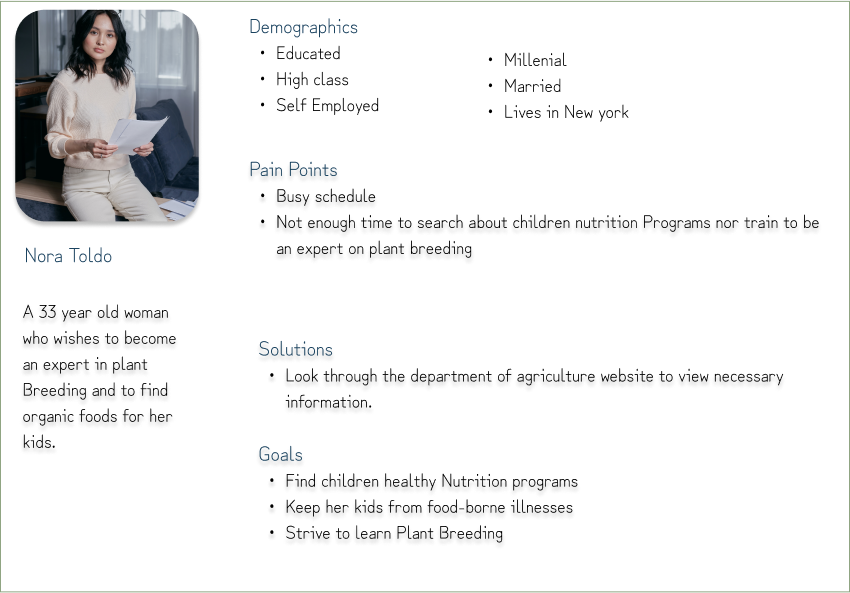 Nora Toldo
A 33 year old woman
who wishes to become
an expert in plant
Breeding and to find
organic foods for her
kids.
Demographics
• Educated
• High class
• Self Employed
• Millenial
• Married
• Lives in New york
Pain Points
• Busy schedule
• Not enough time to search about children nutrition Programs nor train to be
an expert on plant breeding
Solutions
• Look through the department of agriculture website to view necessary
information.
Goals
• Find children healthy Nutrition programs
• Keep her kids from food-borne illnesses
• Strive to learn Plant Breeding